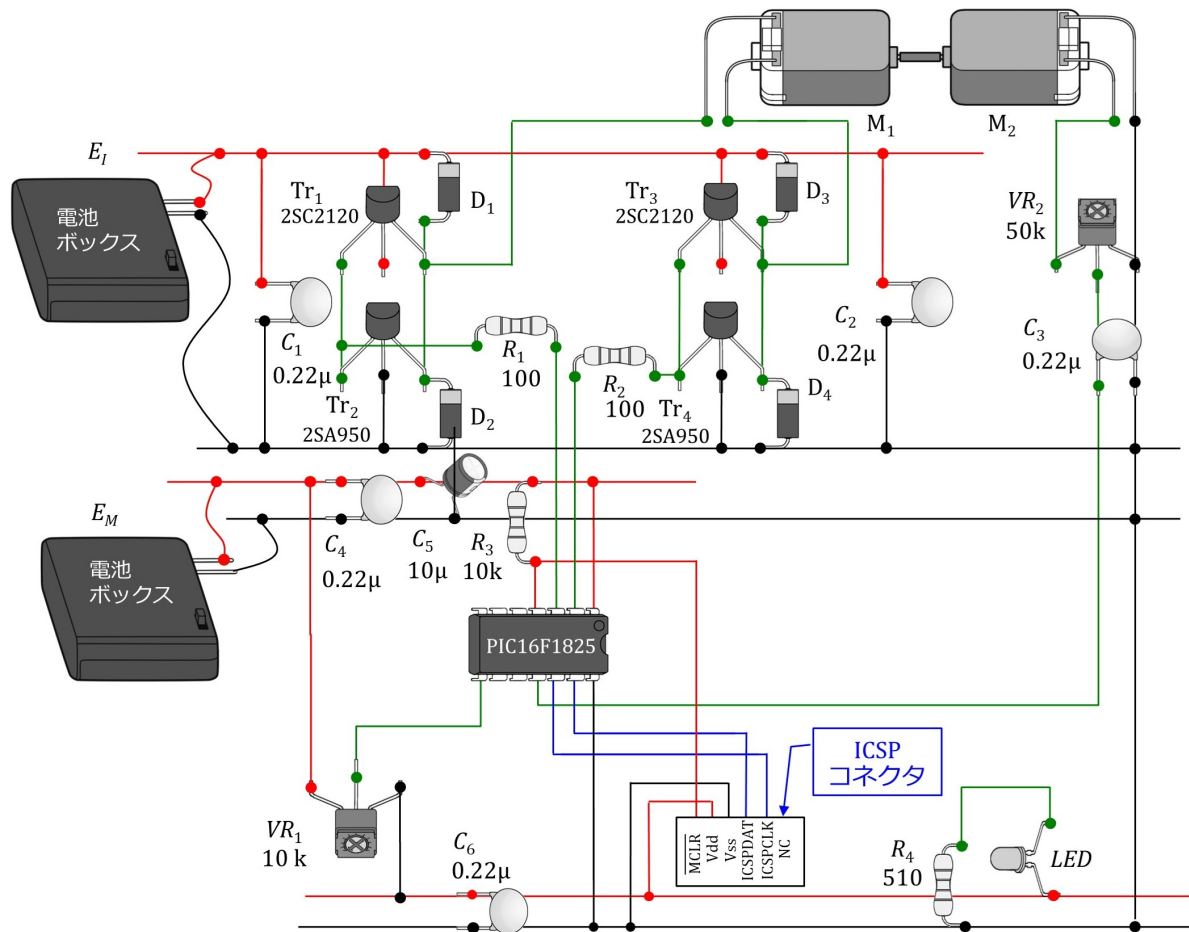 M₁
M₂
E_I
電池
ボックス
Tr₁
2SC2120
D₁
Tr₃
2SC2120
D₃
VR₂
50k
C₁
0.22μ
R₁
100
C₂
0.22μ
C₃
0.22μ
R₂
100
Tr₂
2SA950
D₂
Tr₄
2SA950
D₄
E_M
電池
ボックス
C₄
0.22μ
C₅
10μ
R₃
10k
PIC16F1825
ICSP
コネクタ
VR₁
10 k
C₆
0.22μ
MCLR
Vdd
Vss
ICSPDAT
ICSPCLK
NC
R₄
510
LED